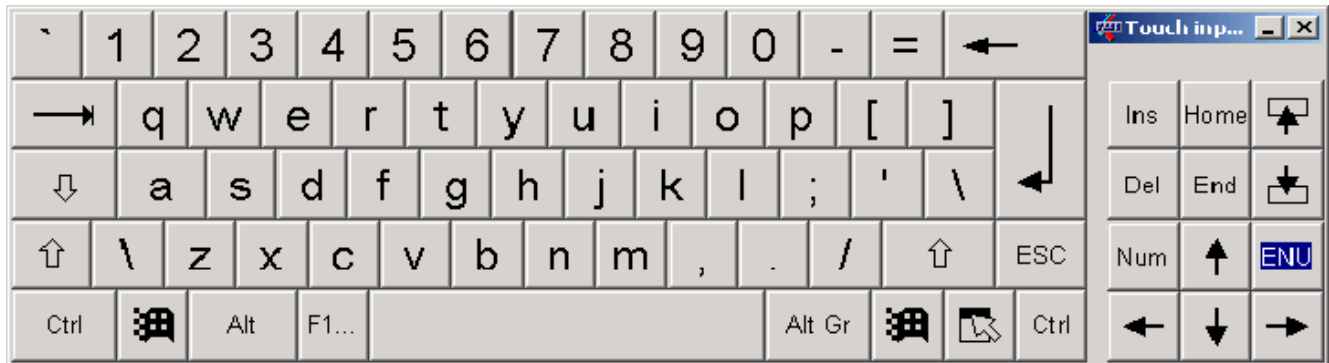 ` 1 2 3 4 5 6 7 8 9 0 - = Touch inp...
q w e r t y u i o p [ ] Ins Home
a s d f g h j k l ; ' \ Del End
\ z x c v b n m , . / ESC Num ENU
Ctrl Alt F1... Alt Gr Ctrl